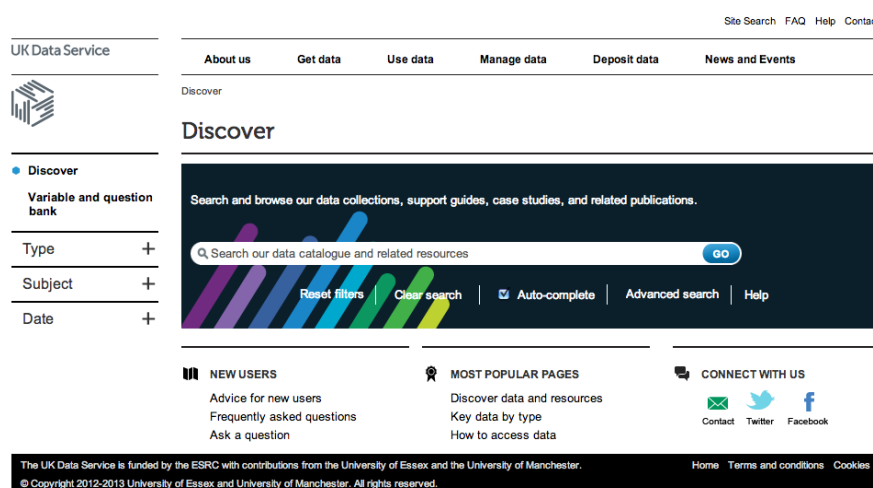 Site Search FAQ Help Contac
UK Data Service
About us Get data Use data Manage data Deposit data News and Events
Discover
Discover
Discover
Variable and question
bank
Type +
Subject +
Date +
Search and browse our data collections, support guides, case studies, and related publications.
Search our data catalogue and related resources GO
Reset filters Clear search Auto-complete Advanced search Help
NEW USERS
Advice for new users
Frequently asked questions
Ask a question
MOST POPULAR PAGES
Discover data and resources
Key data by type
How to access data
CONNECT WITH US
Contact Twitter Facebook
The UK Data Service is funded by the ESRC with contributions from the University of Essex and the University of Manchester. Home Terms and conditions Cookies
© Copyright 2012-2013 University of Essex and University of Manchester. All rights reserved.